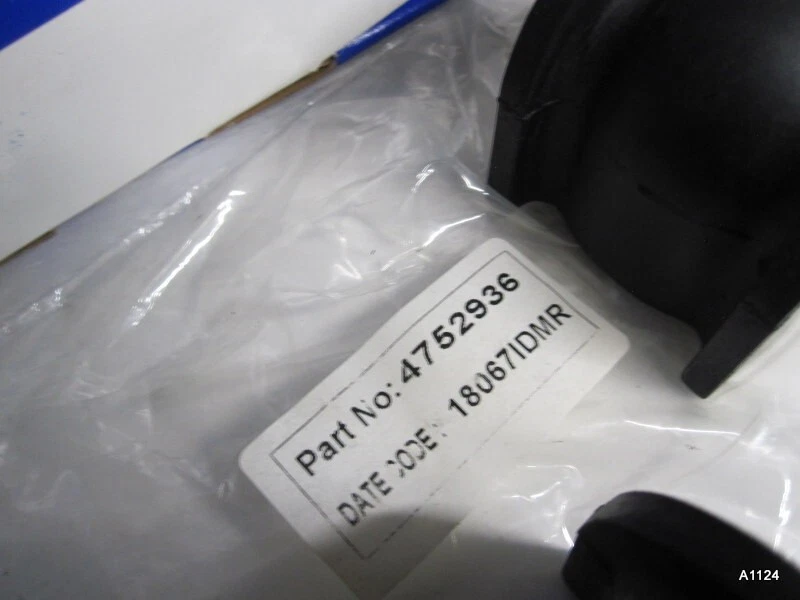 Part No: 4752936
DATE CODE: 18067IDMR
A1124